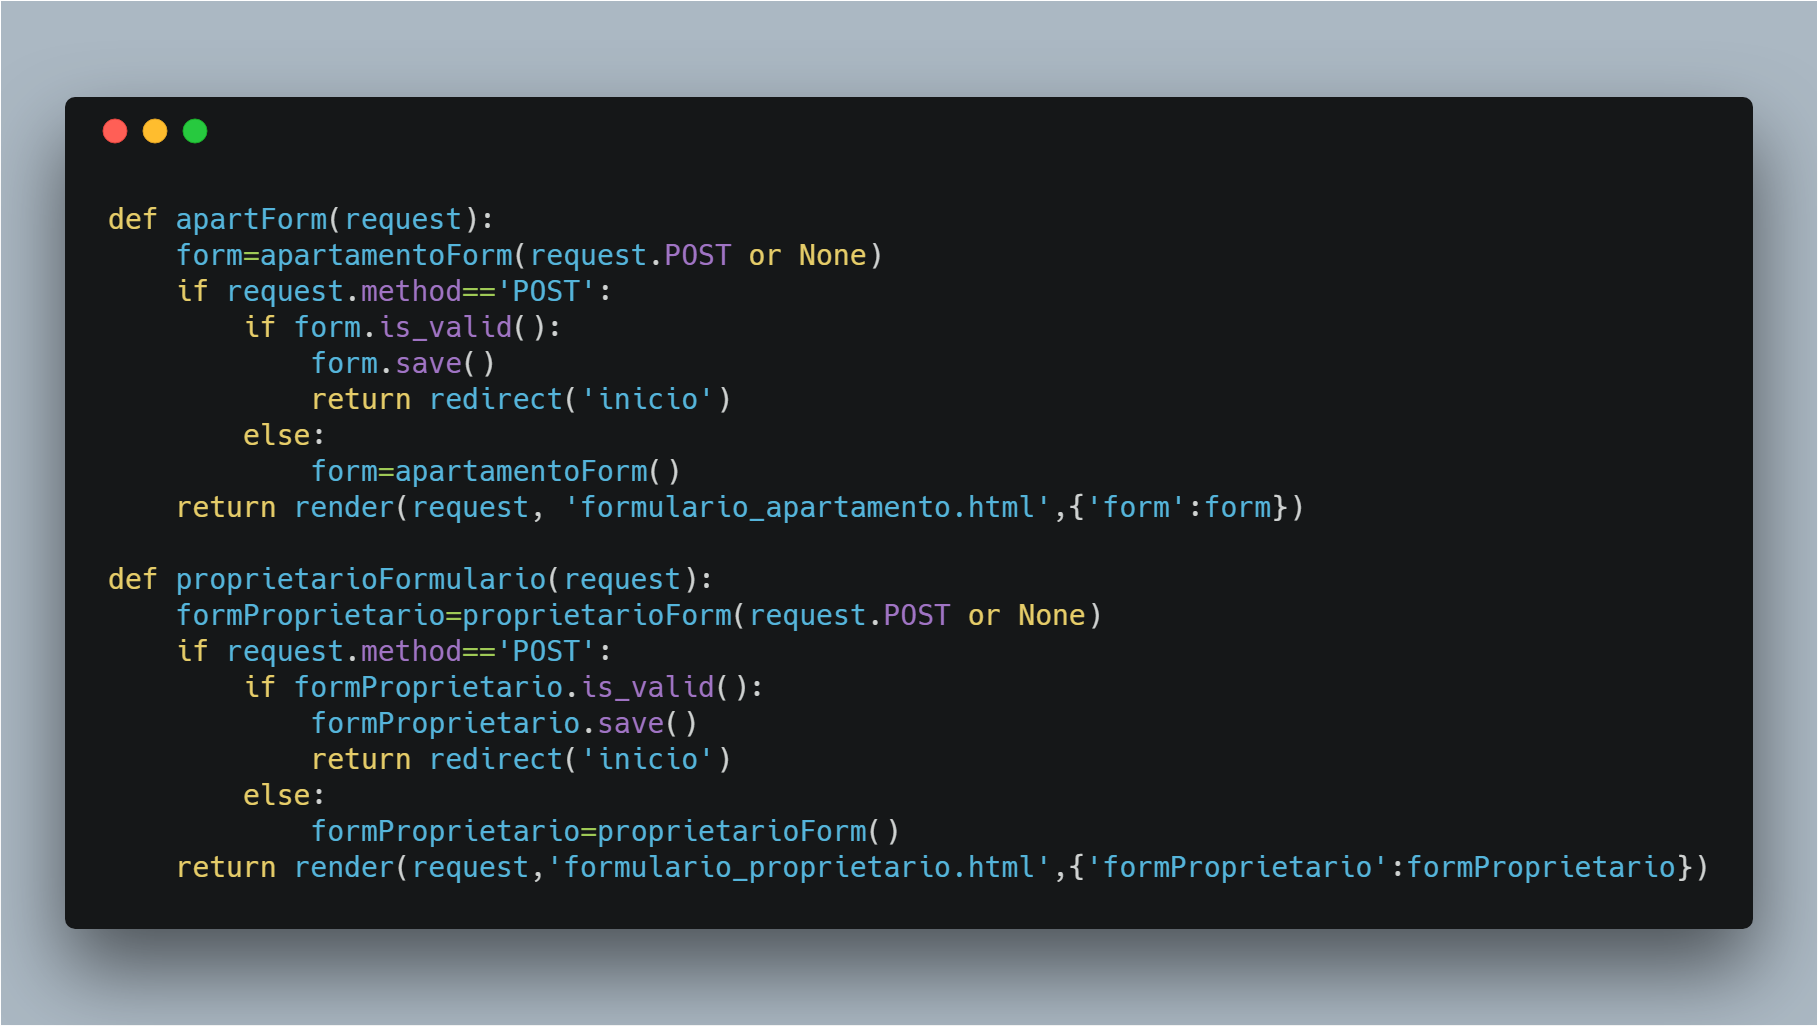 def apartForm(request):
    form=apartamentoForm(request.POST or None)
    if request.method=='POST':
        if form.is_valid():
            form.save()
            return redirect('inicio')
        else:
            form=apartamentoForm()
    return render(request, 'formulario_apartamento.html',{'form':form})

def proprietarioFormulario(request):
    formProprietario=proprietarioForm(request.POST or None)
    if request.method=='POST':
        if formProprietario.is_valid():
            formProprietario.save()
            return redirect('inicio')
        else:
            formProprietario=proprietarioForm()
    return render(request,'formulario_proprietario.html',{'formProprietario':formProprietario})